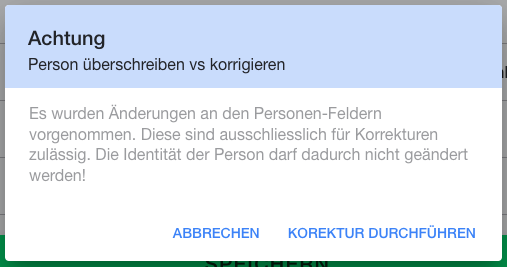 Achtung
Person überschreiben vs korrigieren
Es wurden Änderungen an den Personen-Feldern
vorgenommen. Diese sind ausschliesslich für Korrekturen
zulässig. Die Identität der Person darf dadurch nicht geändert
werden!
ABBRECHEN KOREKTUR DURCHFÜHREN
SPEICHERN